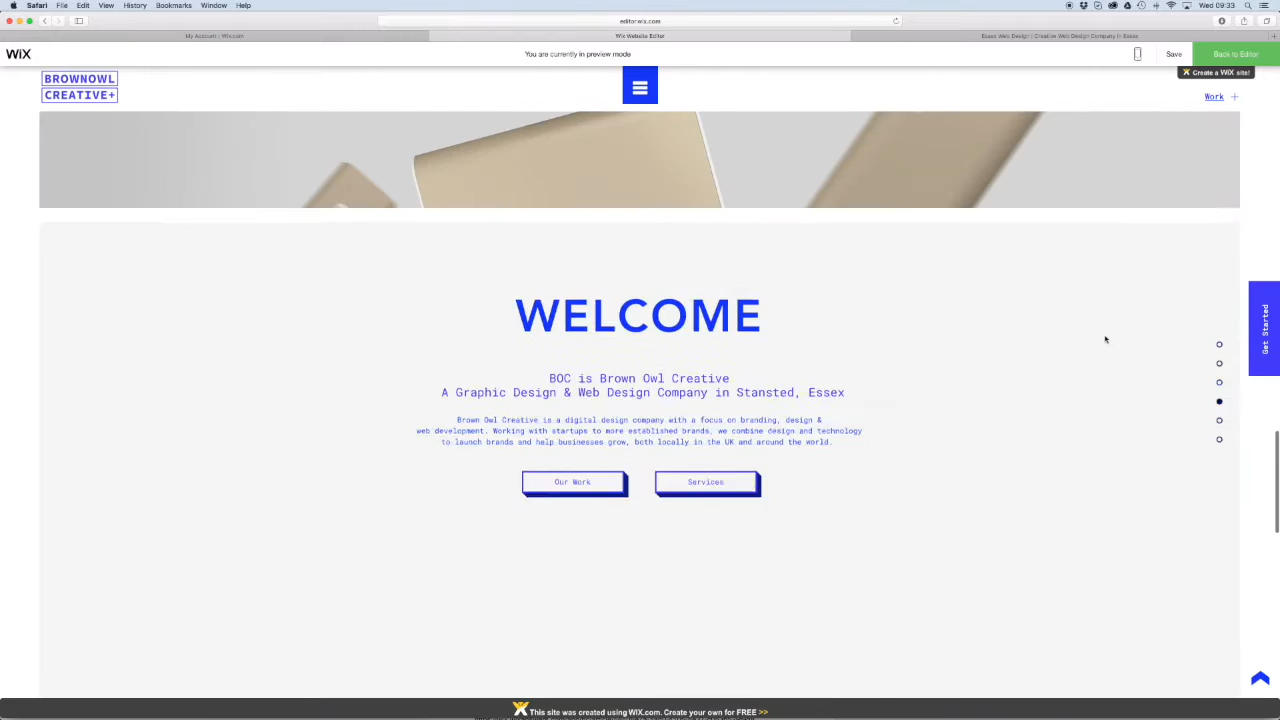 Safari File Edit View History Bookmarks Window Help
Wed 09:33
editor.wix.com
My Account | Wix.com
Wix Website Editor
Essex Web Design | Creative Web Design Company in Essex
WiX
You are currently in preview mode
Save
Back to Editor
Create a WiX site!
BROWNOWL
CREATIVE+
Work +
WELCOME
BOC is Brown Owl Creative
A Graphic Design & Web Design Company in Stansted, Essex
Brown Owl Creative is a digital design company with a focus on branding, design &
web development. Working with startups to more established brands, we combine design and technology
to launch brands and help businesses grow, both locally in the UK and around the world.
Our Work
Services
Get Started
This site was created using WIX.com. Create your own for FREE >>